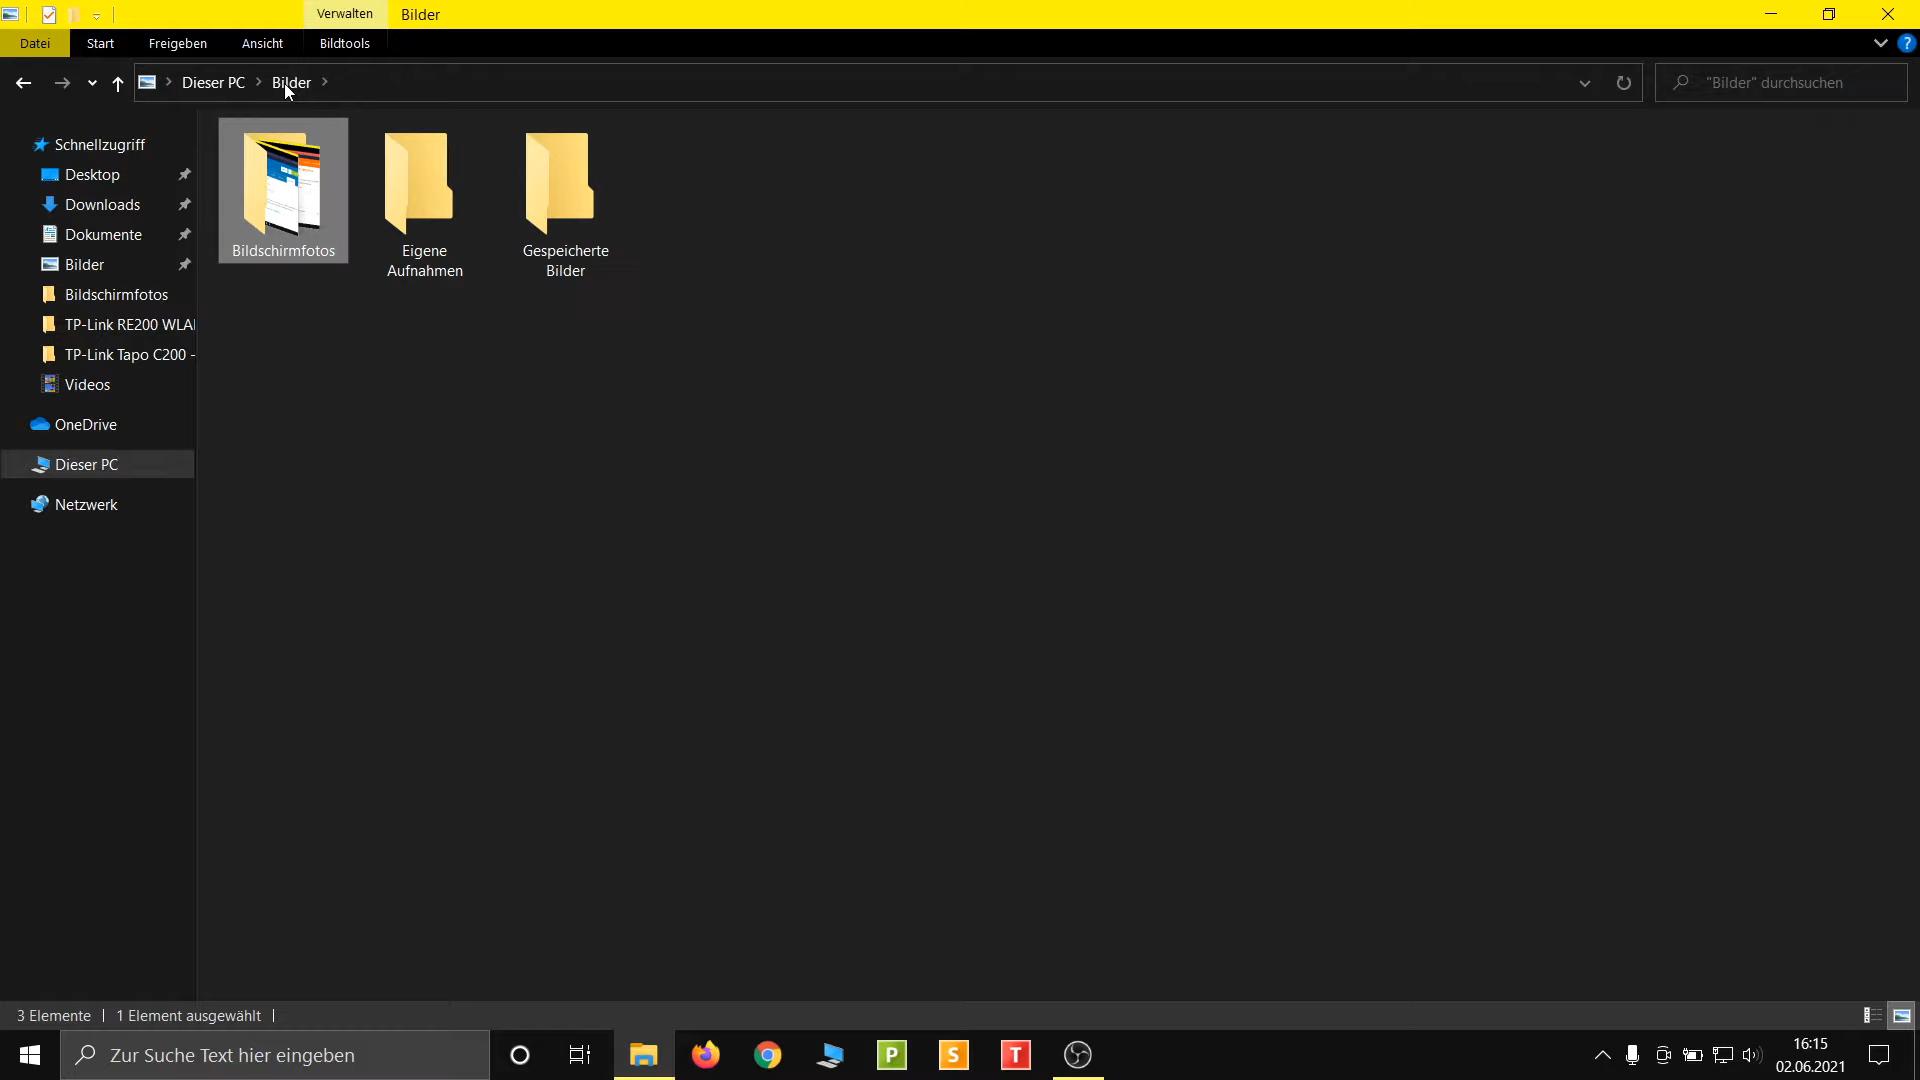 Verwalten
Bilder
Datei
Start
Freigeben
Ansicht
Bildtools
?
Dieser PC
Bilder
"Bilder" durchsuchen
Schnellzugriff
Desktop
Downloads
Dokumente
Bilder
Bildschirmfotos
TP-Link RE200 WLA
TP-Link Tapo C200 -
Videos
OneDrive
Dieser PC
Netzwerk
Bildschirmfotos
Eigene
Aufnahmen
Gespeicherte
Bilder
3 Elemente
1 Element ausgewählt
Zur Suche Text hier eingeben
P
S
T
16:15
02.06.2021